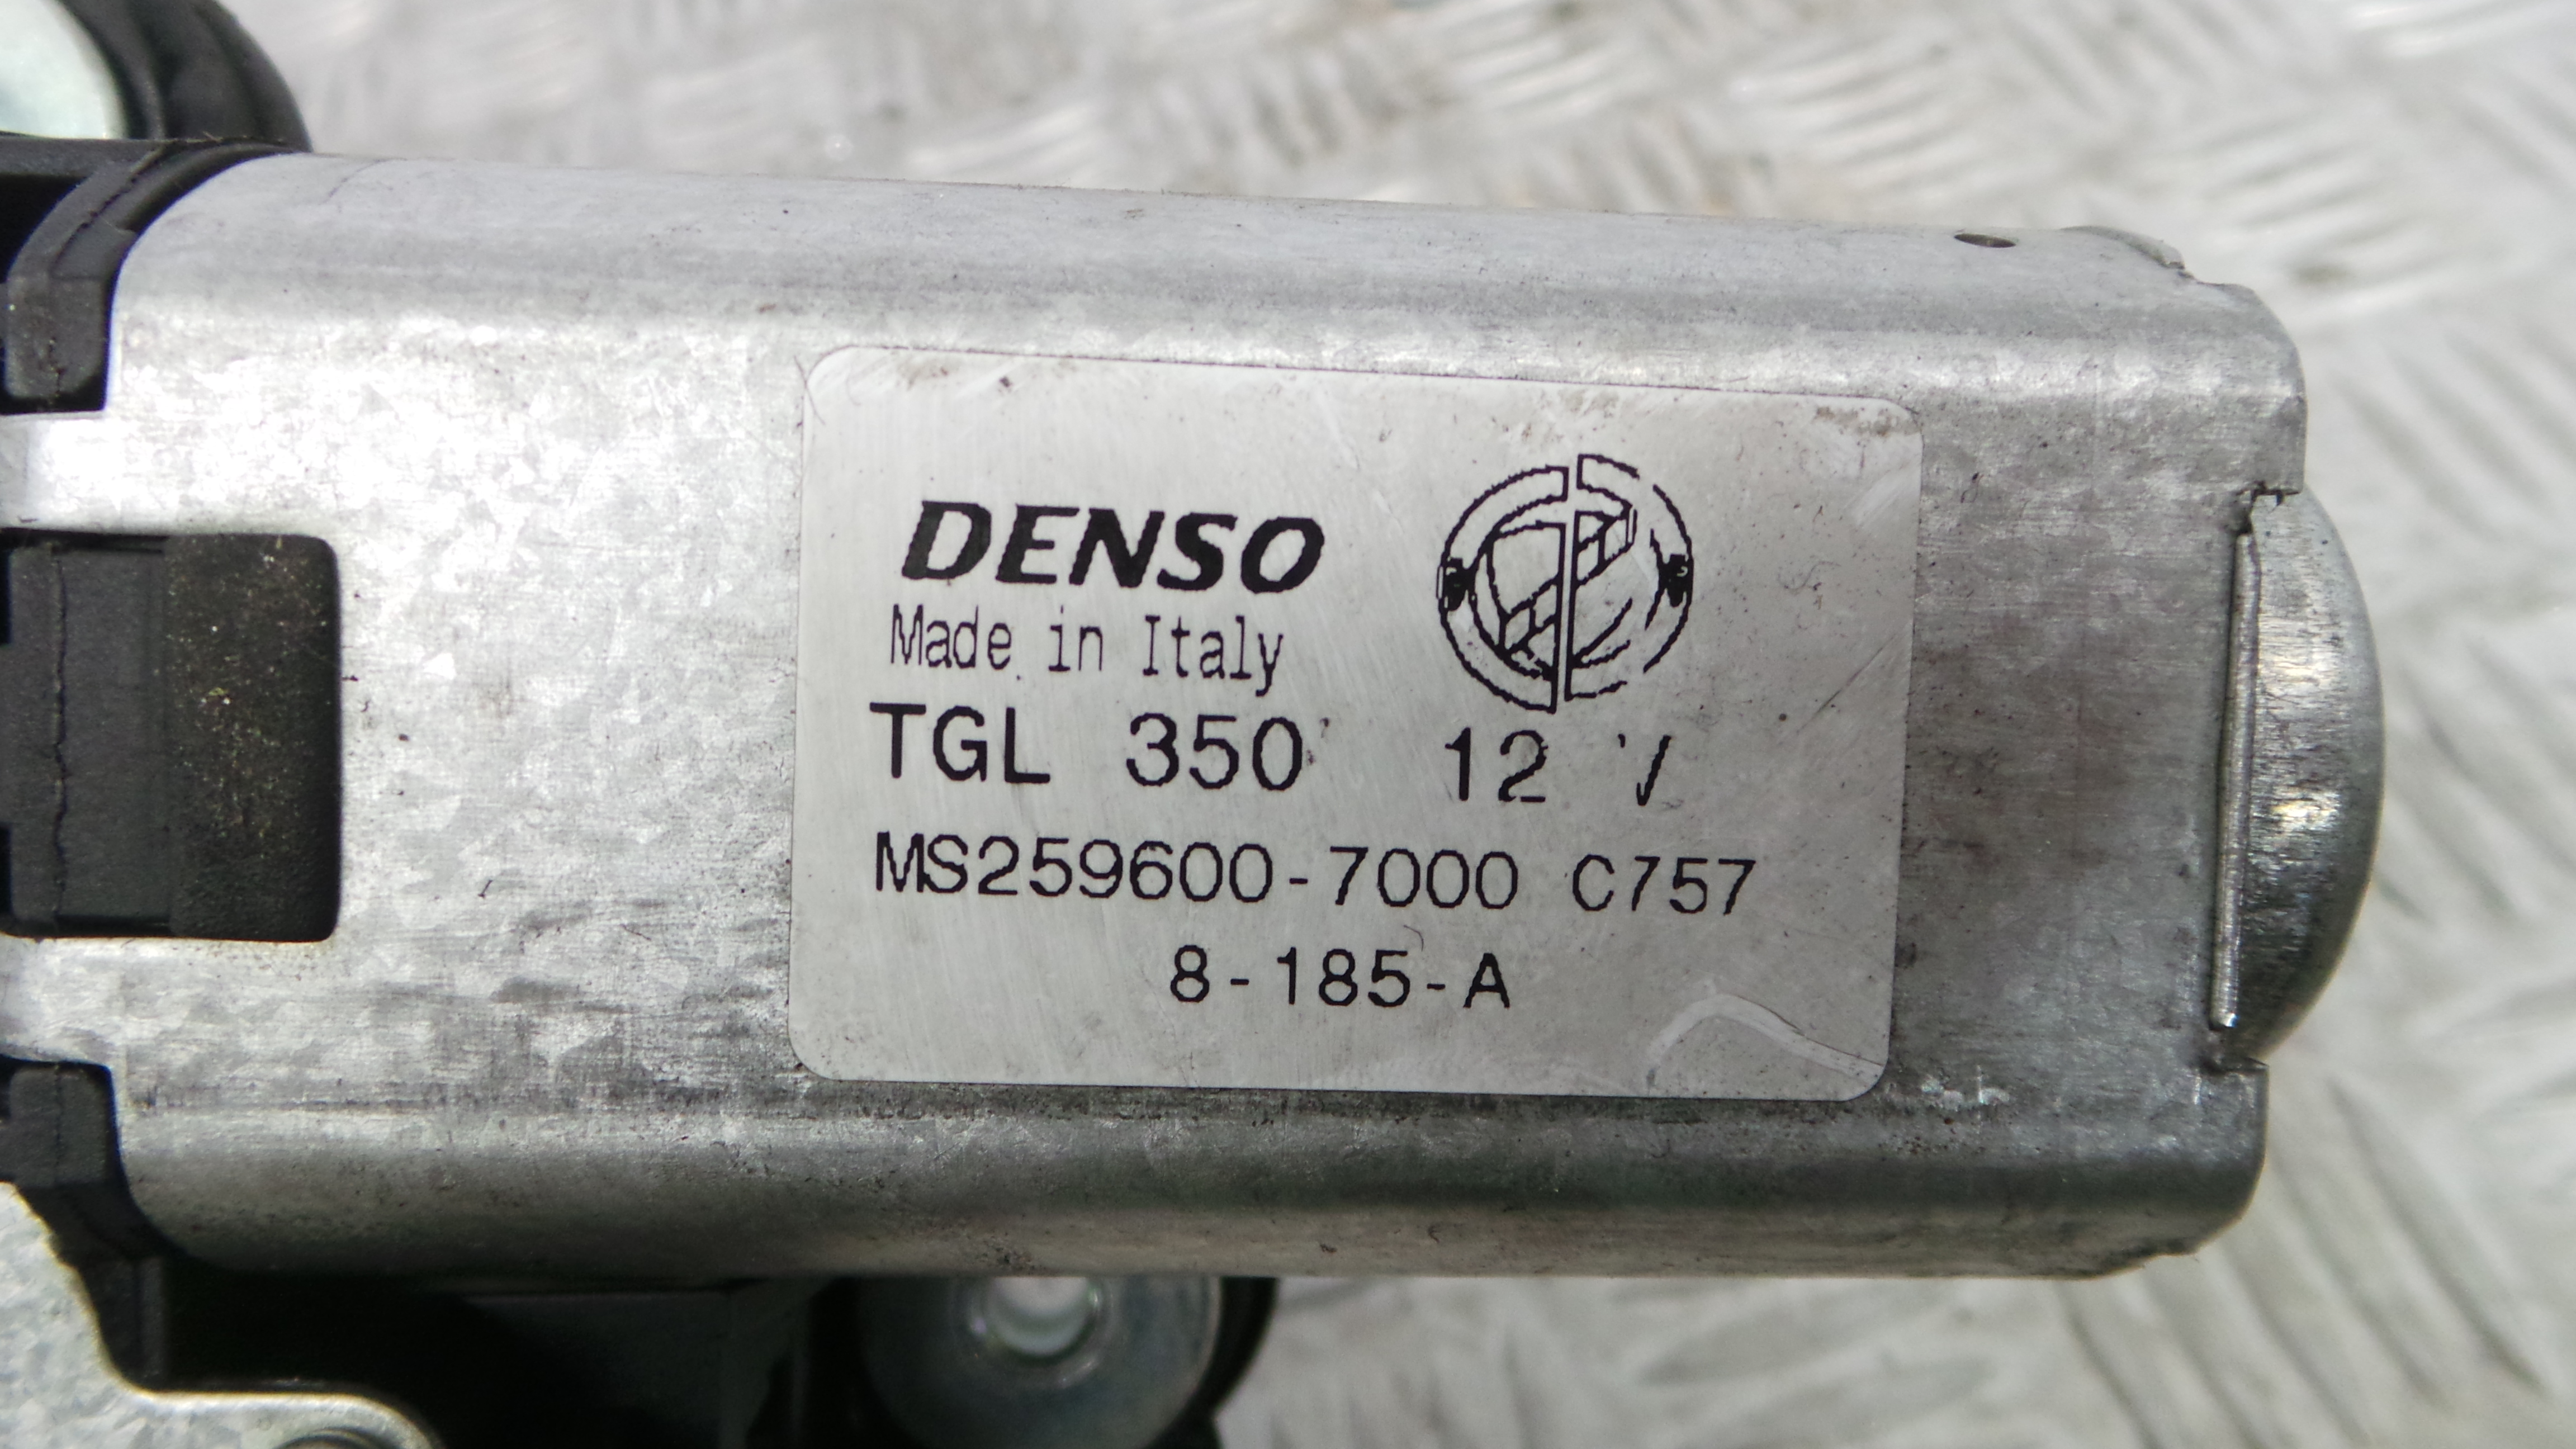 DENSO
Made in Italy
TGL 350 12 V
MS259600-7000 C757
8-185-A